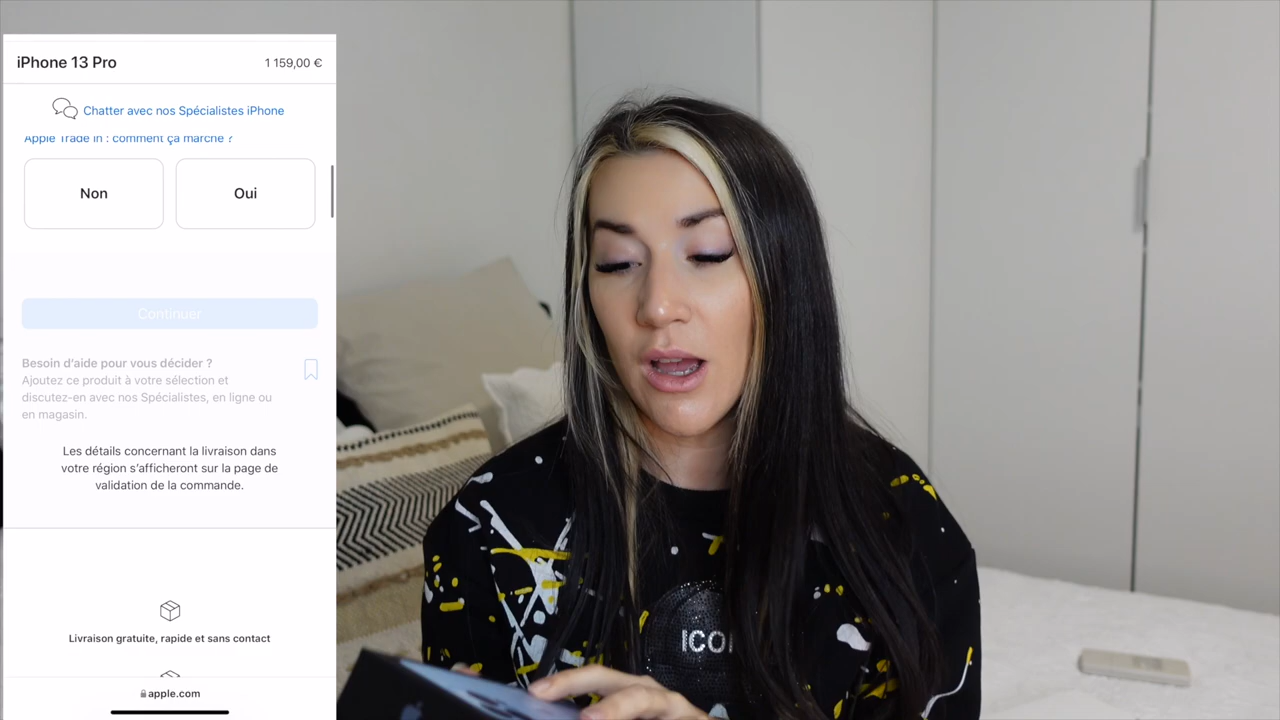 iPhone 13 Pro
1 159,00 €
Chatter avec nos Spécialistes iPhone
Apple Trade In : comment ça marche ?
Non
Oui
Continuer
Besoin d’aide pour vous décider ?
Ajoutez ce produit à votre sélection et
discutez-en avec nos Spécialistes, en ligne ou
en magasin.
Les détails concernant la livraison dans
votre région s’afficheront sur la page de
validation de la commande.
Livraison gratuite, rapide et sans contact
apple.com
ICON